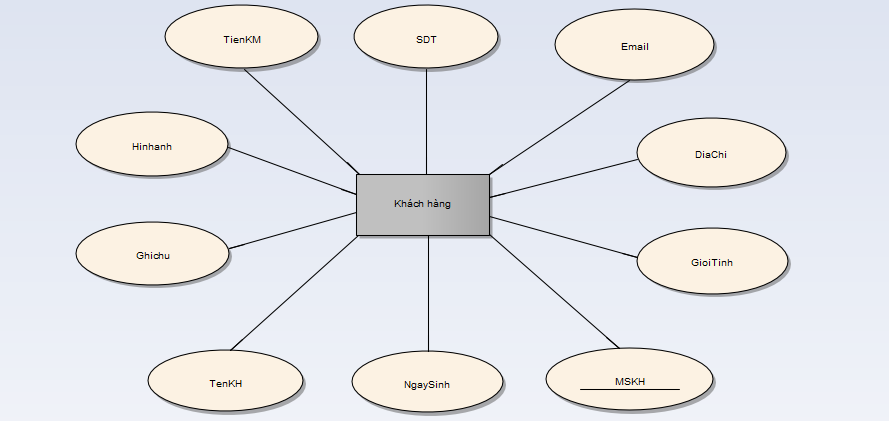 TienKM
SDT
Email
Hinhanh
DiaChi
Khách hàng
Ghichu
GioiTinh
TenKH
NgaySinh
MSKH